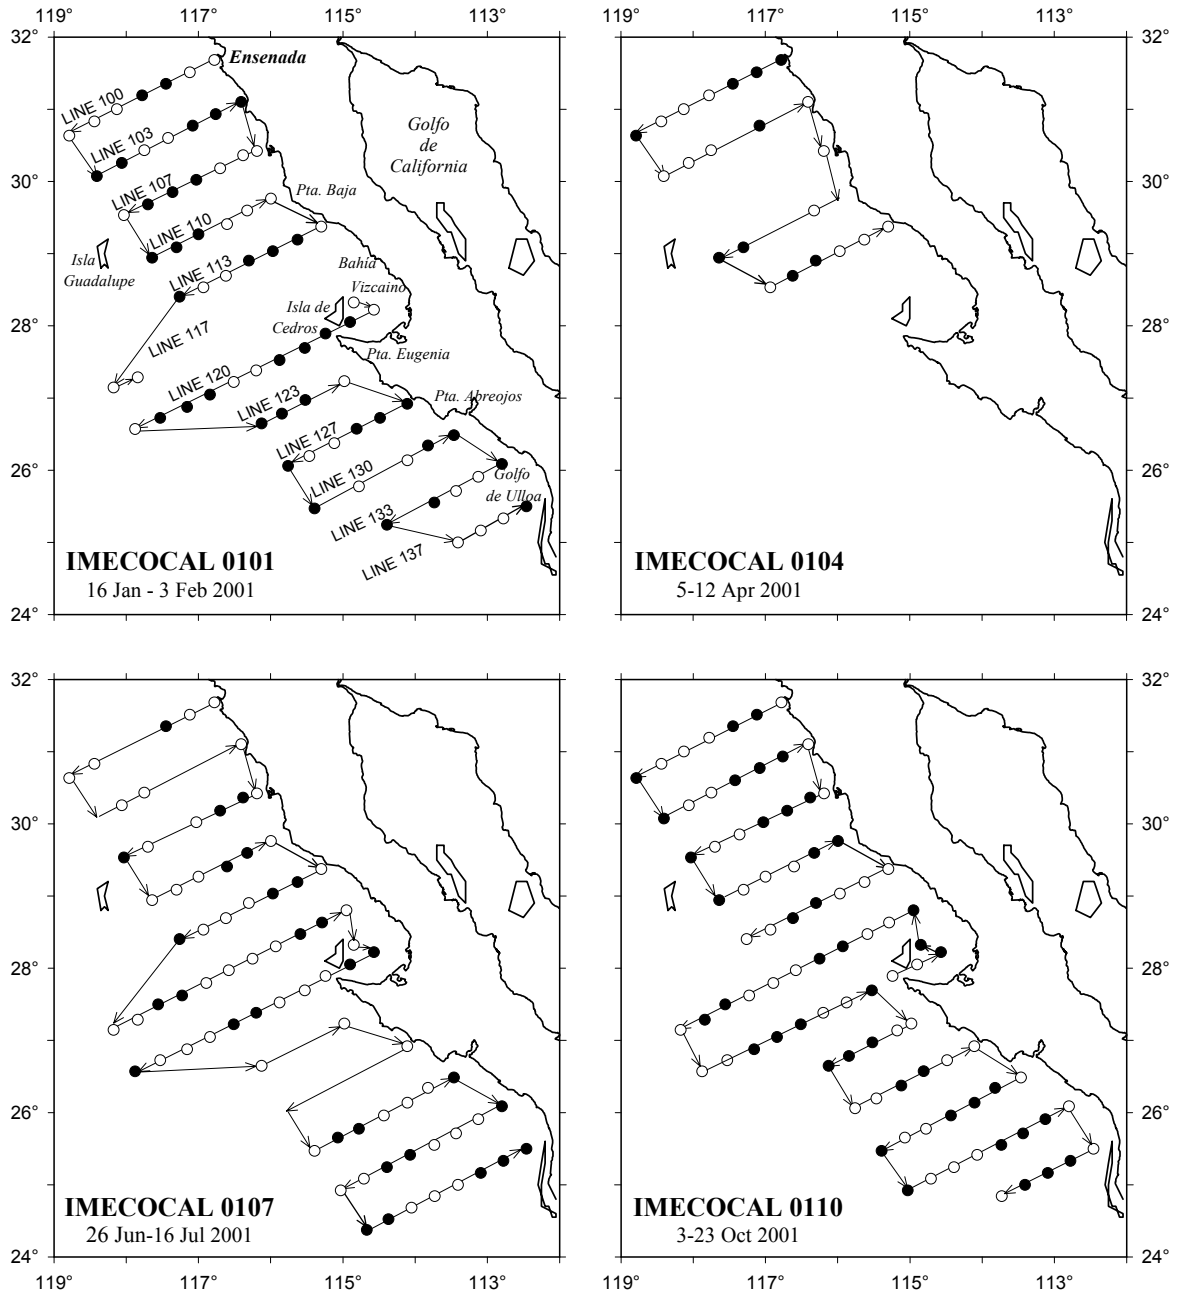 119° 117° 115° 113°
119° 117° 115° 113°
32°
30°
28°
26°
24°
Ensenada
LINE 100
LINE 103
LINE 107
LINE 110
LINE 113
LINE 117
LINE 120
LINE 123
LINE 127
LINE 130
LINE 133
LINE 137
Golfo
de
California
Pta. Baja
Isla
Guadalupe
Bahía
Vizcaino
Isla de
Cedros
Pta. Eugenia
Pta. Abreojos
Golfo
de Ulloa
IMECOCAL 0101
16 Jan - 3 Feb 2001
32°
30°
28°
26°
24°
IMECOCAL 0104
5-12 Apr 2001
32°
30°
28°
26°
24°
IMECOCAL 0107
26 Jun-16 Jul 2001
32°
30°
28°
26°
24°
IMECOCAL 0110
3-23 Oct 2001
119° 117° 115° 113°
119° 117° 115° 113°